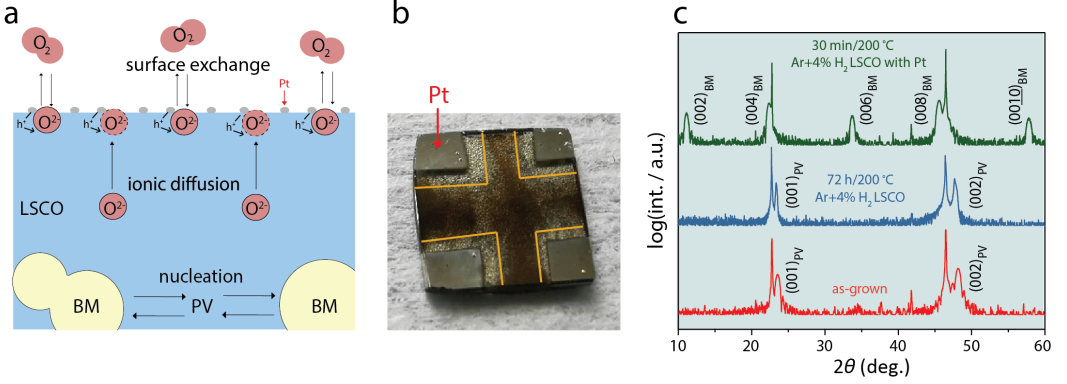 a
O2
O2
O2
surface exchange
Pt
h· O2-
h· O2-
h· O2-
h· O2-
h· O2-
ionic diffusion
LSCO
O2-
O2-
nucleation
BM
PV
BM
b
Pt
c
30 min/200 °C
Ar+4% H2 LSCO with Pt
(002)BM
(004)BM
(006)BM
(008)BM
(0010)BM
72 h/200 °C
Ar+4% H2 LSCO
(001)PV
(002)PV
as-grown
(001)PV
(002)PV
log(int. / a.u.)
10 20 30 40 50 60
2θ (deg.)